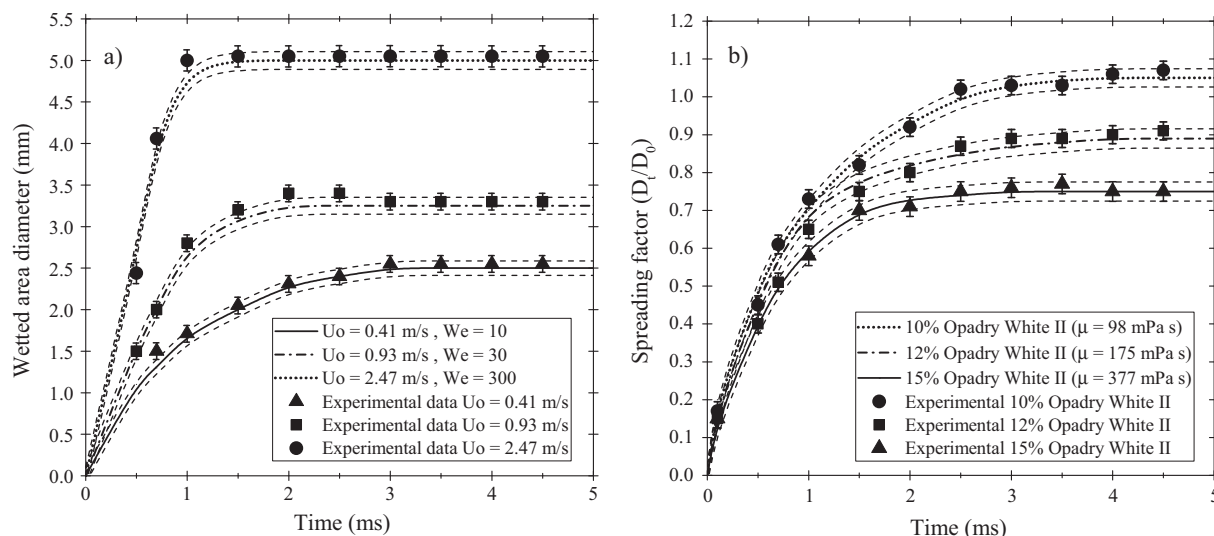 a)
Wetted area diameter (mm)
5.5
5.0
4.5
4.0
3.5
3.0
2.5
2.0
1.5
1.0
0.5
0.0
Uo = 0.41 m/s , We = 10
Uo = 0.93 m/s , We = 30
Uo = 2.47 m/s , We = 300
Experimental data Uo = 0.41 m/s
Experimental data Uo = 0.93 m/s
Experimental data Uo = 2.47 m/s
0 1 2 3 4 5
Time (ms)
b)
Spreading factor (Dt/D0)
1.2
1.1
1.0
0.9
0.8
0.7
0.6
0.5
0.4
0.3
0.2
0.1
0.0
10% Opadry White II (μ = 98 mPa s)
12% Opadry White II (μ = 175 mPa s)
15% Opadry White II (μ = 377 mPa s)
Experimental 10% Opadry White II
Experimental 12% Opadry White II
Experimental 15% Opadry White II
0 1 2 3 4 5
Time (ms)